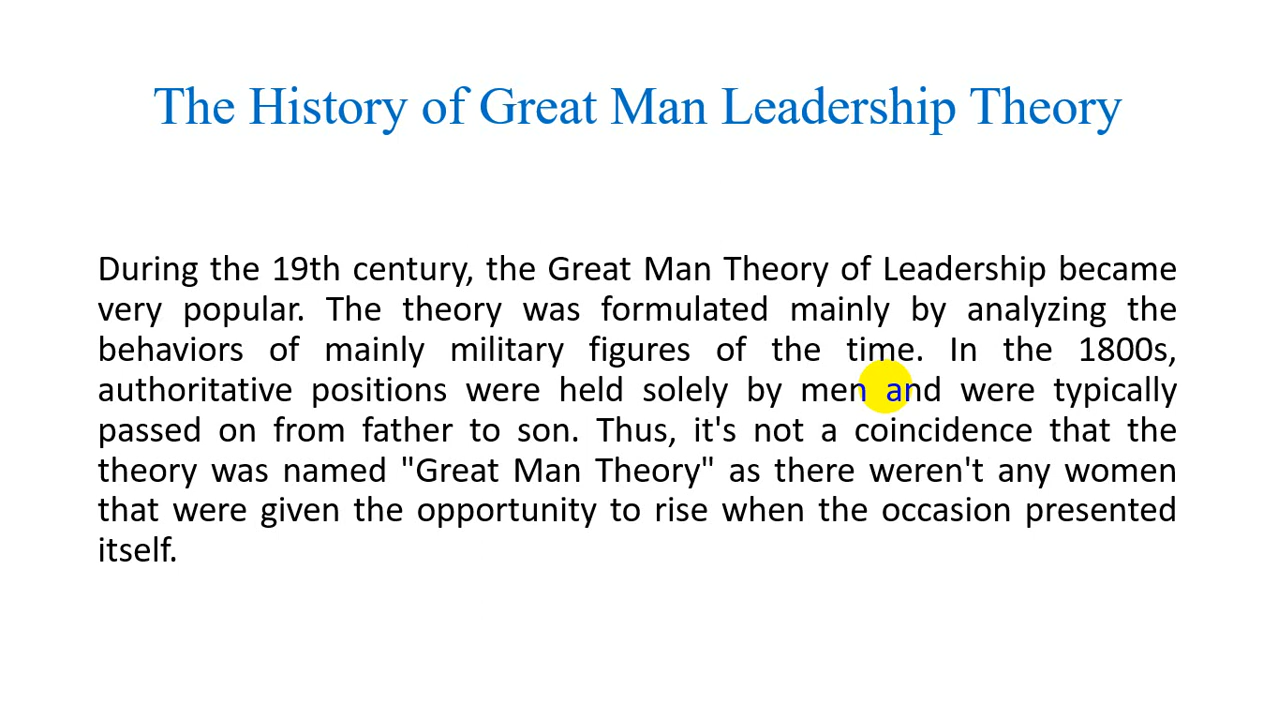 The History of Great Man Leadership Theory
During the 19th century, the Great Man Theory of Leadership became
very popular. The theory was formulated mainly by analyzing the
behaviors of mainly military figures of the time. In the 1800s,
authoritative positions were held solely by men and were typically
passed on from father to son. Thus, it's not a coincidence that the
theory was named "Great Man Theory" as there weren't any women
that were given the opportunity to rise when the occasion presented
itself.